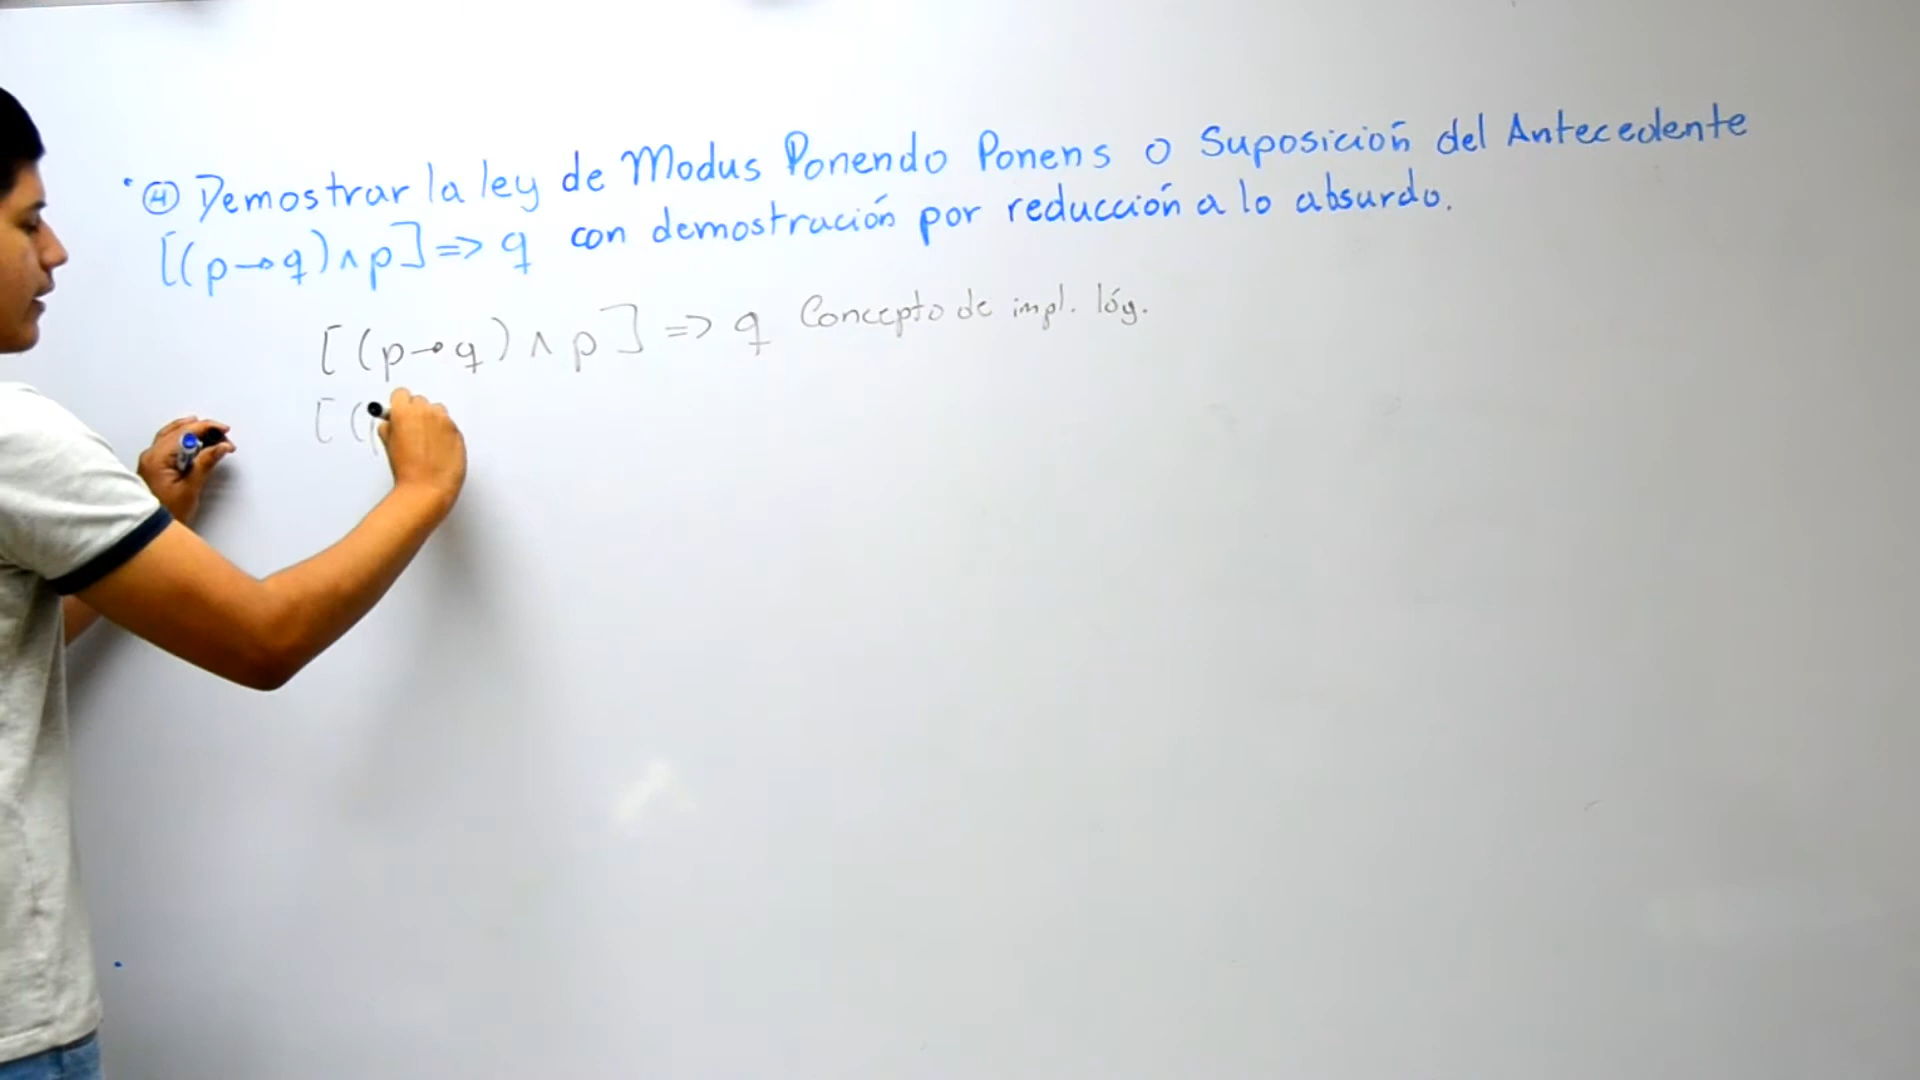 ④ Demostrar la ley de Modus Ponendo Ponens o Suposición del Antecedente
[(p→q)∧p]=>q con demostración por reducción a lo absurdo.
[(p→q)∧p]=>q Concepto de impl. lóg.
[(